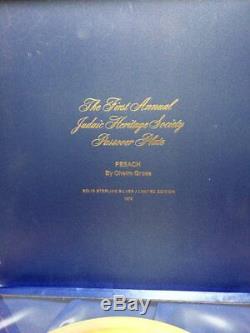 The First Annual
Judaic Heritage Society
Passover Plate
PESACH
By Chaim Gross
SOLID STERLING SILVER / LIMITED EDITION